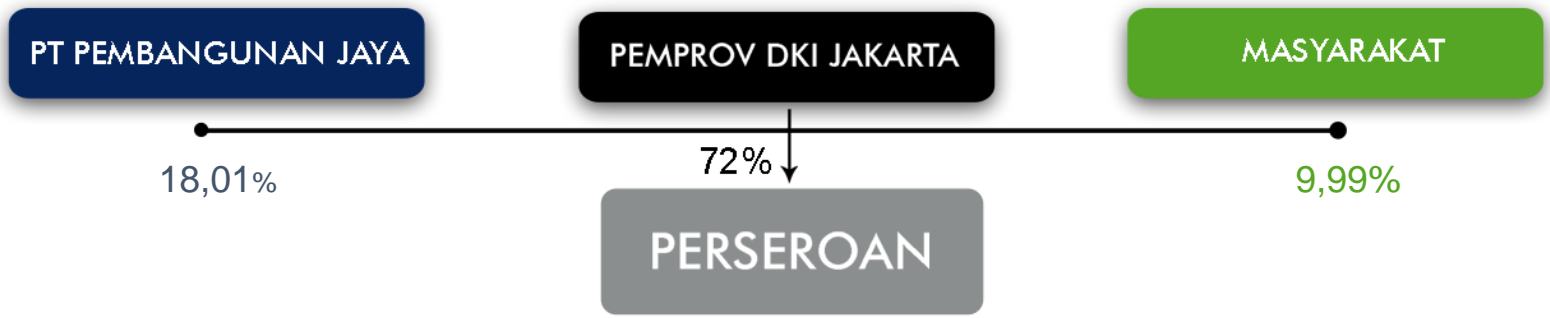 PT PEMBANGUNAN JAYA
PEMPROV DKI JAKARTA
MASYARAKAT
18,01%
72%
9,99%
PERSEROAN